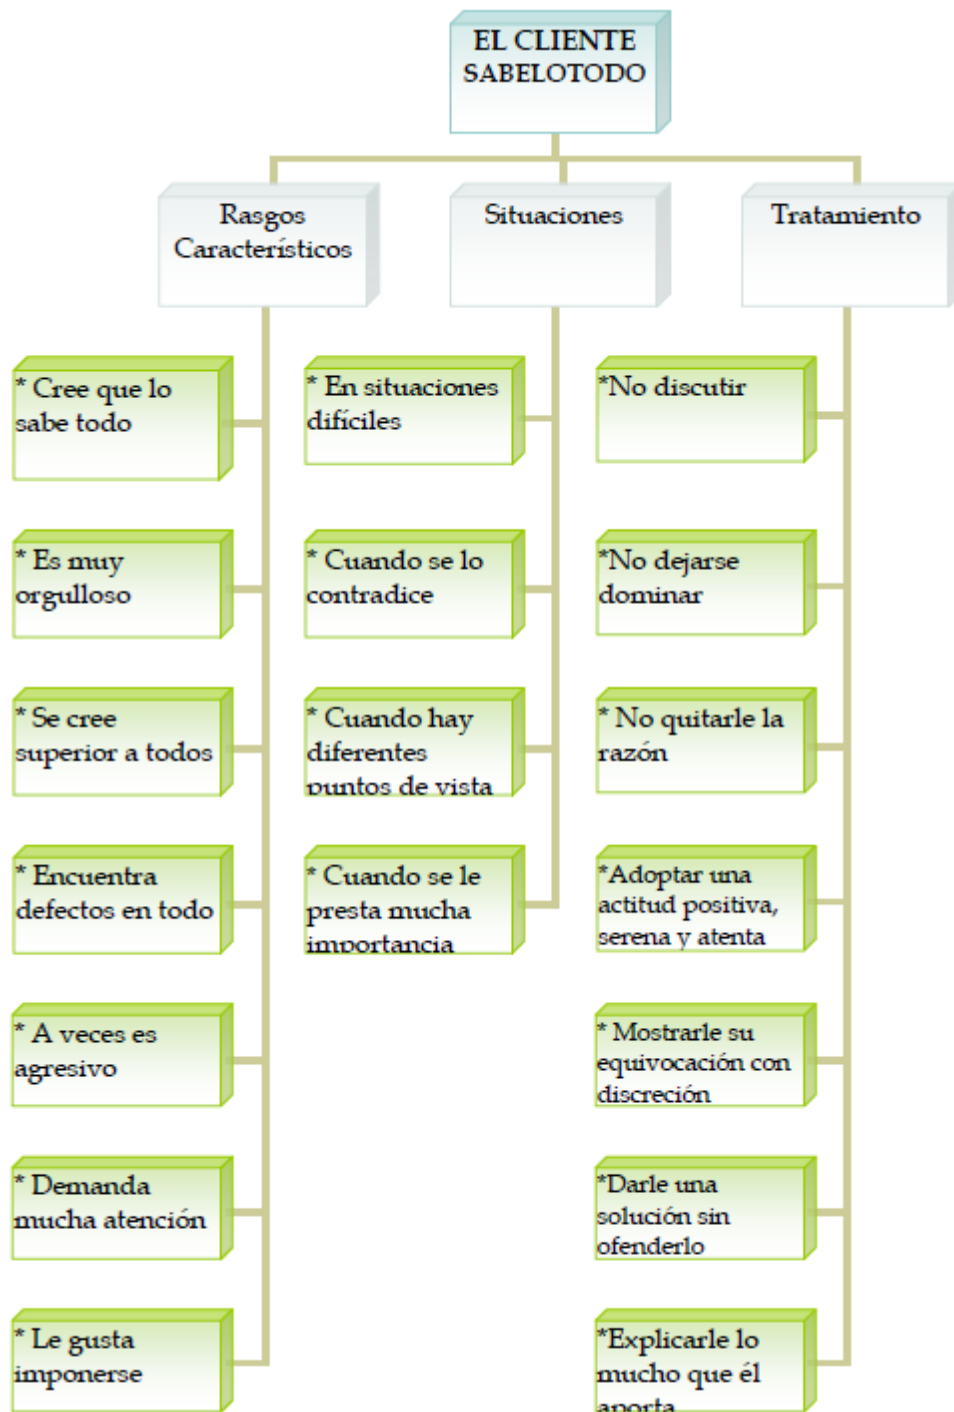 EL CLIENTE
SABELOTODO
Rasgos
Característicos
Situaciones
Tratamiento
* Cree que lo
sabe todo
* Es muy
orgulloso
* Se cree
superior a todos
* Encuentra
defectos en todo
* A veces es
agresivo
* Demanda
mucha atención
* Le gusta
imponerse
* En situaciones
difíciles
* Cuando se lo
contradice
* Cuando hay
diferentes
puntos de vista
* Cuando se le
presta mucha
importancia
*No discutir
*No dejarse
dominar
* No quitarle la
razón
*Adoptar una
actitud positiva,
serena y atenta
* Mostrarle su
equivocación con
discreción
*Darle una
solución sin
ofenderlo
*Explicarle lo
mucho que él
aporta